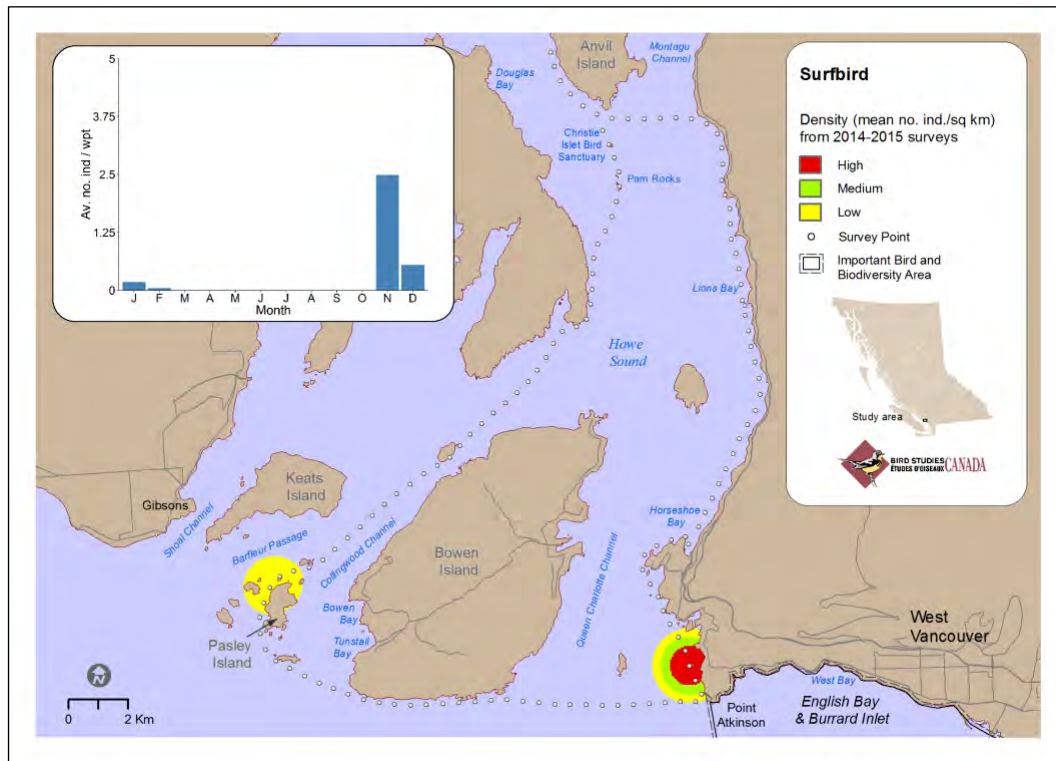 5
3.75
2.5
1.25
0
Av. no. ind / wpt
J F M A M J J A S O N D
Month
Anvil
Island
Montagu
Channel
Douglas
Bay
Christie
Islet Bird
Sanctuary
Pam Rocks
Lions Bay
Howe
Sound
Keats
Island
Gibsons
Shoal Channel
Barfleur Passage
Collingwood Channel
Bowen
Island
Horseshoe
Bay
Queen Charlotte Channel
Bowen
Bay
Tunstall
Bay
Pasley
Island
West
Vancouver
West Bay
Point
Atkinson
English Bay
& Burrard Inlet
N
0 2 Km
Surfbird
Density (mean no. ind./sq km)
from 2014-2015 surveys
High
Medium
Low
Survey Point
Important Bird and
Biodiversity Area
Study area
BIRD STUDIES
ÉTUDES D'OISEAUX CANADA